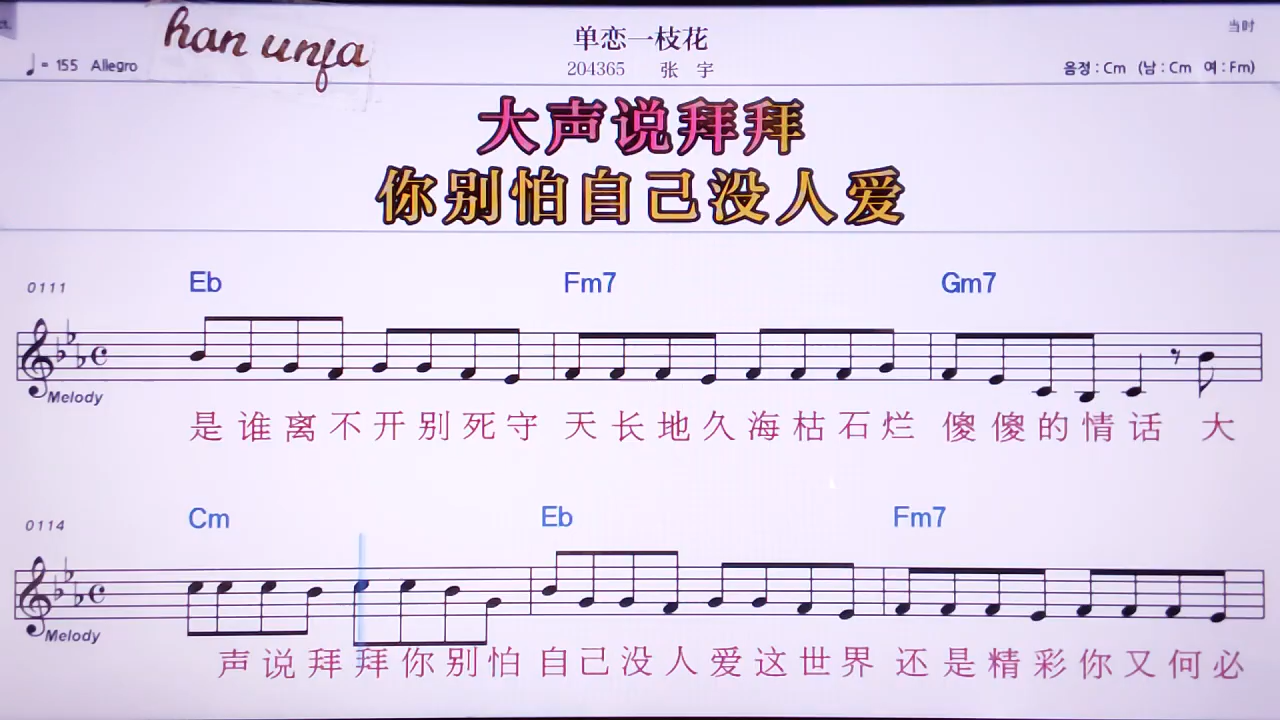 ct.
han unfa
单恋一枝花
当时
♩= 155 Allegro
204365 张 宇
음정 : Cm (남 : Cm 여 : Fm)
大声说拜拜
你别怕自己没人爱
0111 Eb Fm7 Gm7
Melody
是 谁 离 不 开 别 死 守 天 长 地 久 海 枯 石 烂 傻 傻 的 情 话 大
0114 Cm Eb Fm7
Melody
声 说 拜 拜 你 别 怕 自 己 没 人 爱 这 世 界 还 是 精 彩 你 又 何 必